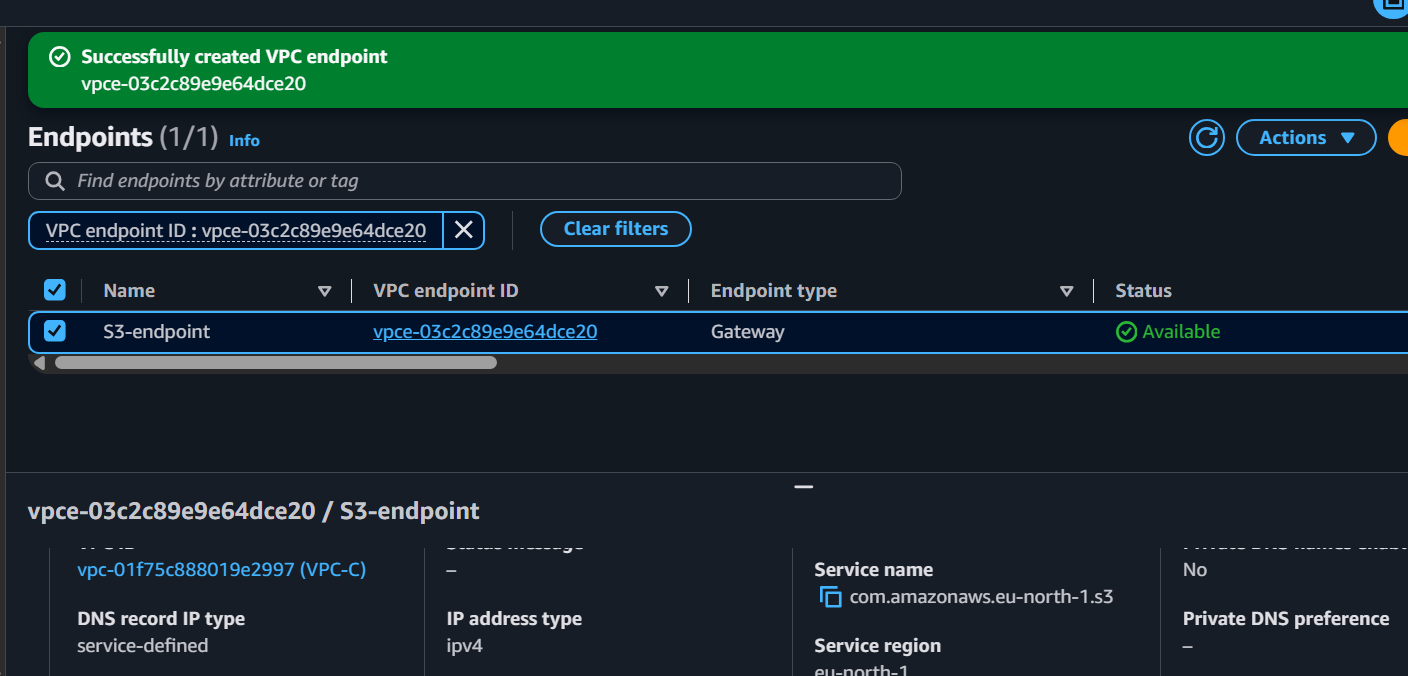 Successfully created VPC endpoint
vpce-03c2c89e9e64dce20
Endpoints (1/1) Info
Actions
Find endpoints by attribute or tag
VPC endpoint ID : vpce-03c2c89e9e64dce20
Clear filters
Name VPC endpoint ID Endpoint type Status
S3-endpoint vpce-03c2c89e9e64dce20 Gateway Available
vpce-03c2c89e9e64dce20 / S3-endpoint
vpc-01f75c888019e2997 (VPC-C)
–
Service name
com.amazonaws.eu-north-1.s3
No
DNS record IP type
service-defined
IP address type
ipv4
Service region
eu-north-1
Private DNS preference
–